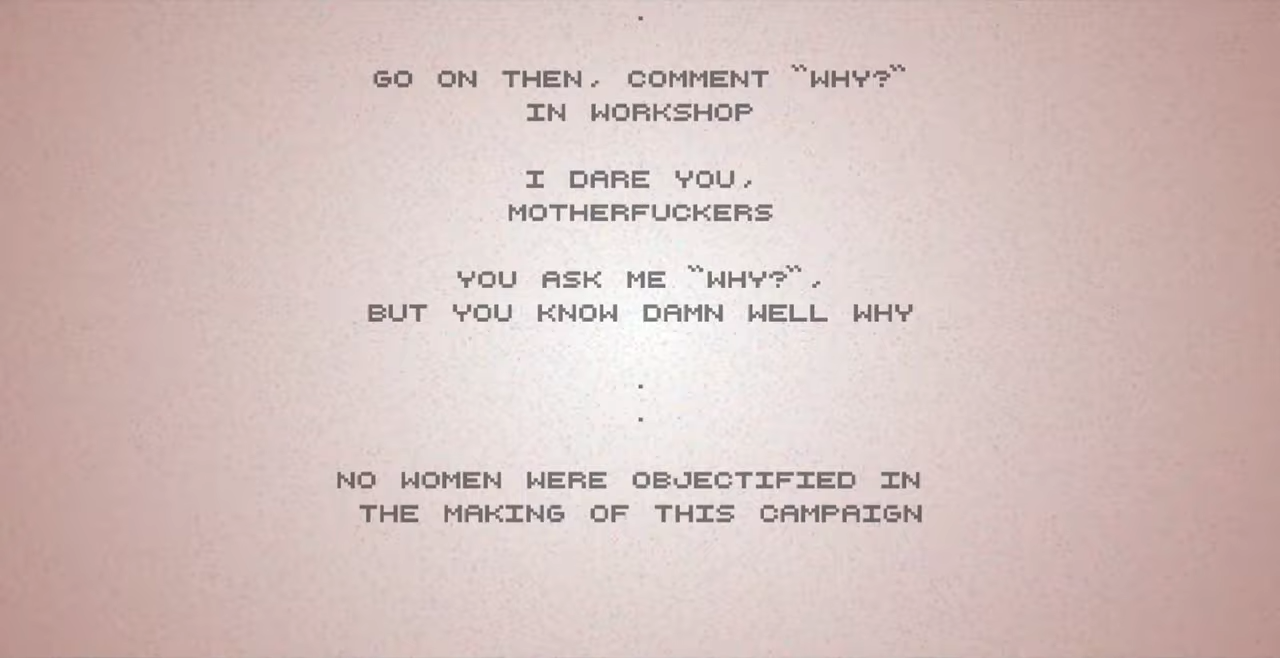 .
GO ON THEN, COMMENT "WHY?"
IN WORKSHOP
I DARE YOU,
MOTHERFUCKERS
YOU ASK ME "WHY?",
BUT YOU KNOW DAMN WELL WHY
.
.
NO WOMEN WERE OBJECTIFIED IN
THE MAKING OF THIS CAMPAIGN